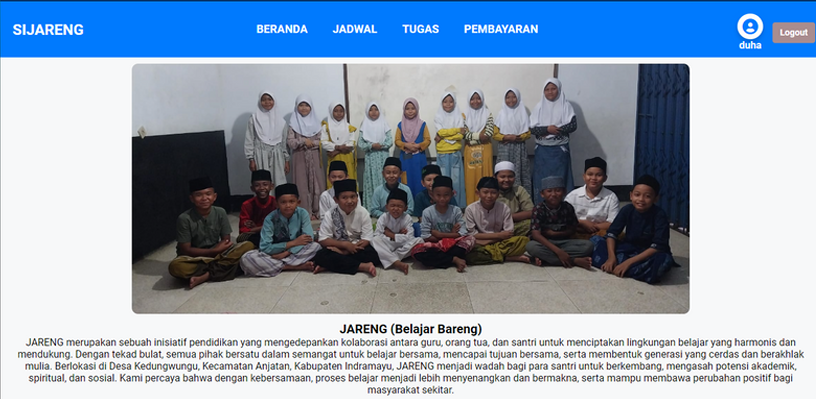 SIJARENG BERANDA JADWAL TUGAS PEMBAYARAN duha Logout
JARENG (Belajar Bareng)
JARENG merupakan sebuah inisiatif pendidikan yang mengedepankan kolaborasi antara guru, orang tua, dan santri untuk menciptakan lingkungan belajar yang harmonis dan
mendukung. Dengan tekad bulat, semua pihak bersatu dalam semangat untuk belajar bersama, mencapai tujuan bersama, serta membentuk generasi yang cerdas dan berakhlak
mulia. Berlokasi di Desa Kedungwungu, Kecamatan Anjatan, Kabupaten Indramayu, JARENG menjadi wadah bagi para santri untuk berkembang, mengasah potensi akademik,
spiritual, dan sosial. Kami percaya bahwa dengan kebersamaan, proses belajar menjadi lebih menyenangkan dan bermakna, serta mampu membawa perubahan positif bagi
masyarakat sekitar.